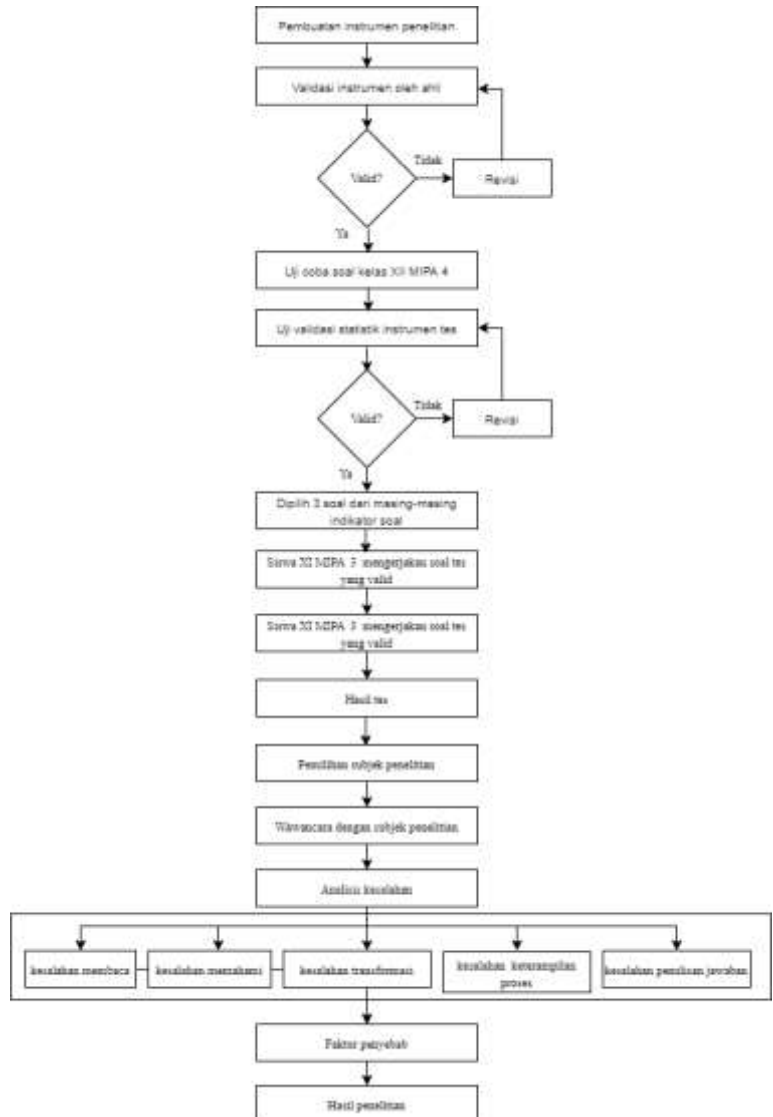 Pembuatan instrumen penelitian
Validasi instrumen oleh ahli
Tidak
Valid?
Revisi
Ya
Uji coba soal kelas XII MIPA 4
Uji validasi statistik instrumen tes
Tidak
Valid?
Revisi
Ya
Dipilih 3 soal dari masing-masing
indikator soal
Siswa XI MIPA 3 mengerjakan soal tes
yang valid
Siswa XI MIPA 3 mengerjakan soal tes
yang valid
Hasil tes
Pemilihan subjek penelitian
Wawancara dengan subjek penelitian
Analisis kesalahan
kesalahan membaca
kesalahan memahami
kesalahan transformasi
kesalahan keterampilan
proses
kesalahan penulisan jawaban
Faktor penyebab
Hasil penelitian